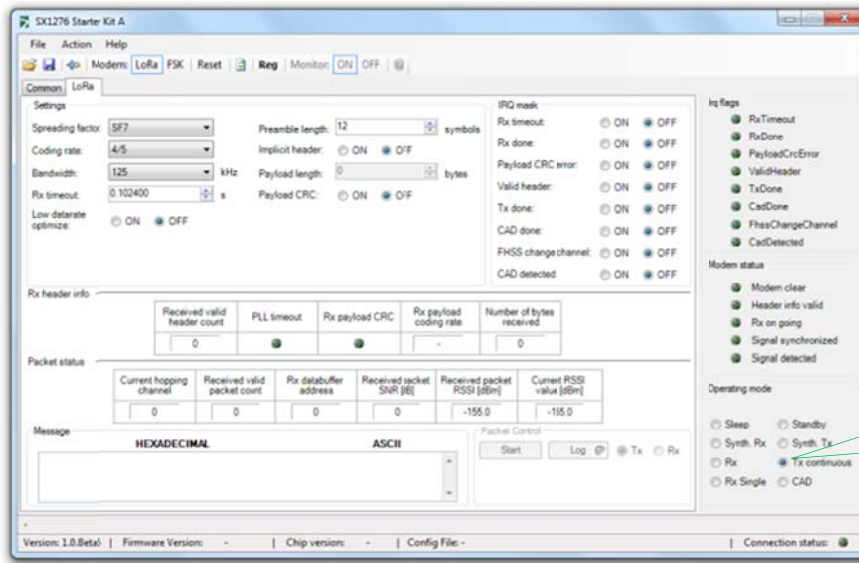 SX1276 Starter Kit A
File Action Help
Modem: LoRa FSK Reset Reg Monitor: ON OFF
Common LoRa
Settings
Spreading factor: SF7
Coding rate: 4/5
Bandwidth: 125 kHz
Rx timeout: 0.102400 s
Low datarate optimize: ON OFF
Preamble length: 12 symbols
Implicit header: ON OFF
Payload length: 0 bytes
Payload CRC: ON OFF
IRQ mask
Rx timeout: ON OFF
Rx done: ON OFF
Payload CRC error: ON OFF
Valid header: ON OFF
Tx done: ON OFF
CAD done: ON OFF
FHSS change channel: ON OFF
CAD detected: ON OFF
Irq flags
RxTimeout
RxDone
PayloadCrcError
ValidHeader
TxDone
CadDone
FhssChangeChannel
CadDetected
Modem status
Modem clear
Header info valid
Rx on going
Signal synchronized
Signal detected
Rx header info
Received valid header count PLL timeout Rx payload CRC Rx payload coding rate Number of bytes received
0 - 0
Packet status
Current hopping channel Received valid packet count Rx databuffer address Received packet SNR [dB] Received packet RSSI [dBm] Current RSSI value [dBm]
0 0 0 0 -155.0
Message
HEXADECIMAL ASCII
Packet Control
Start Log Tx Rx
Operating mode
Sleep Standby
Synth. Rx Synth. Tx
Rx Tx continuous
Rx Single CAD
-
Version: 1.0.Beta6 | Firmware Version: - | Chip version: - | Config File: - | Connection status: